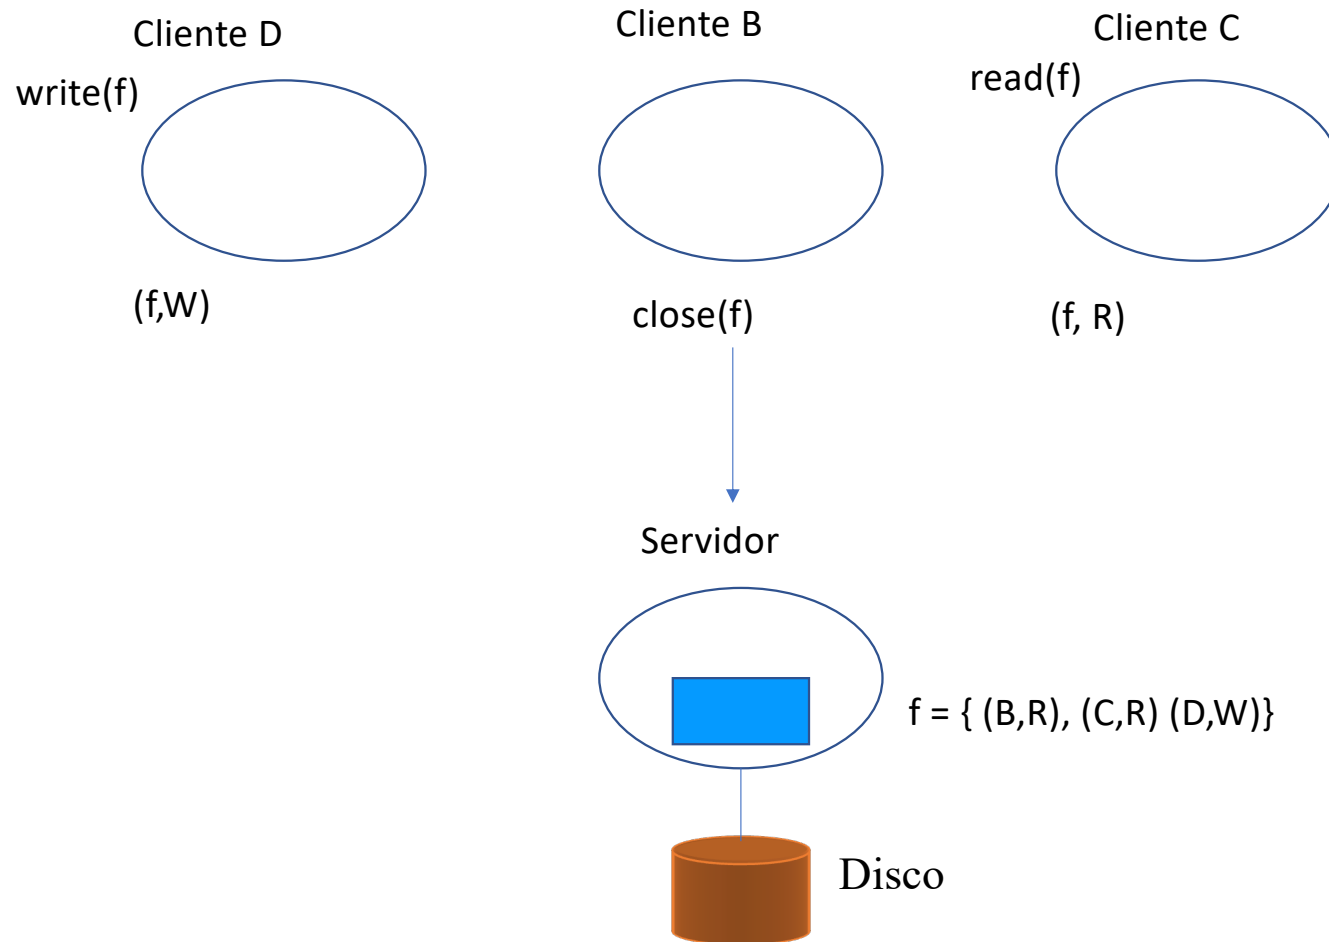 Cliente D
Cliente B
Cliente C
write(f)
read(f)
(f,W)
close(f)
(f, R)
Servidor
f = { (B,R), (C,R) (D,W)}
Disco